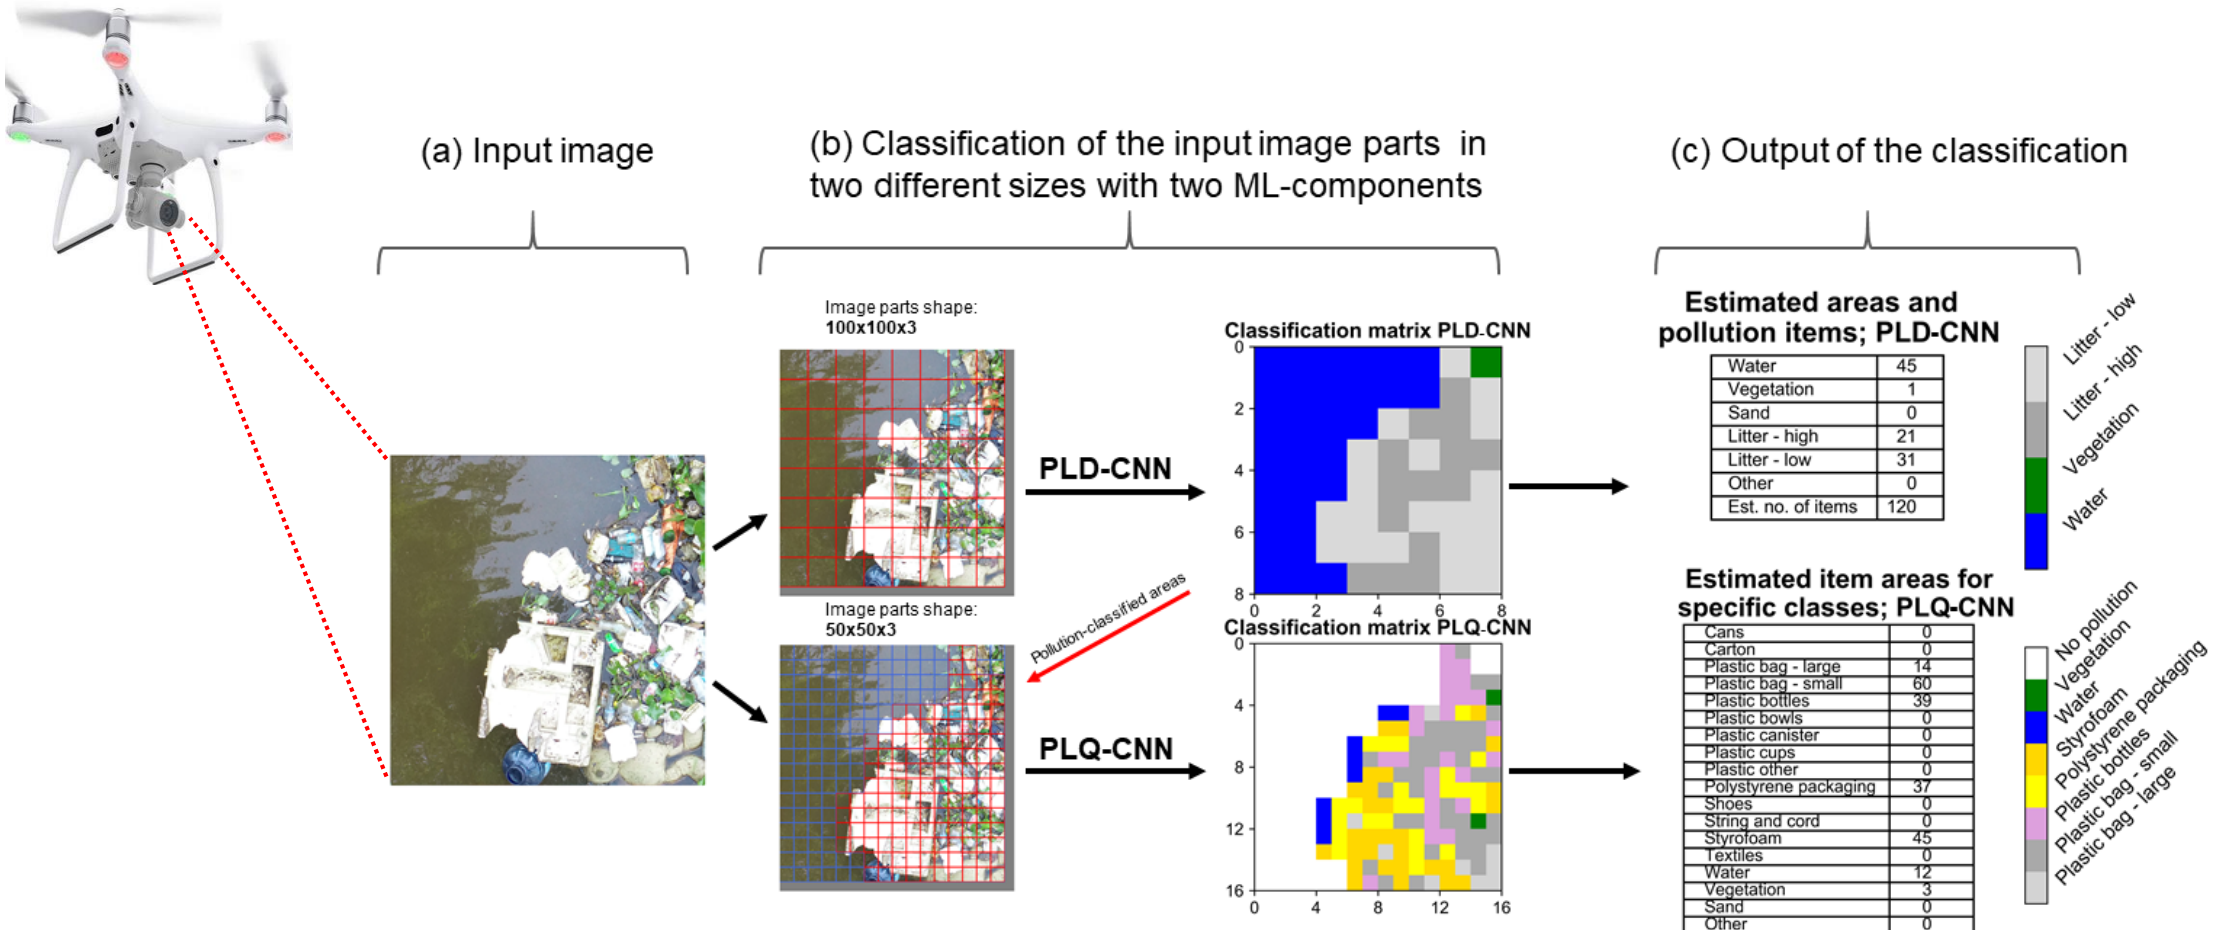 (a) Input image
(b) Classification of the input image parts in
two different sizes with two ML-components
(c) Output of the classification
Image parts shape:
100x100x3
PLD-CNN
Classification matrix PLD-CNN
0
2
4
6
8
0
2
4
6
8
Estimated areas and
pollution items; PLD-CNN
Water 45
Vegetation 1
Sand 0
Litter - high 21
Litter - low 31
Other 0
Est. no. of items 120
Litter - low
Litter - high
Vegetation
Water
Pollution-classified areas
Image parts shape:
50x50x3
PLQ-CNN
Classification matrix PLQ-CNN
0
4
8
12
16
0
4
8
12
16
Estimated item areas for
specific classes; PLQ-CNN
Cans 0
Carton 0
Plastic bag - large 14
Plastic bag - small 60
Plastic bottles 39
Plastic bowls 0
Plastic canister 0
Plastic cups 0
Plastic other 0
Polystyrene packaging 37
Shoes 0
String and cord 0
Styrofoam 45
Textiles 0
Water 12
Vegetation 3
Sand 0
Other 0
No pollution
Vegetation
Water
Styrofoam
Polystyrene packaging
Plastic bottles
Plastic bag - small
Plastic bag - large